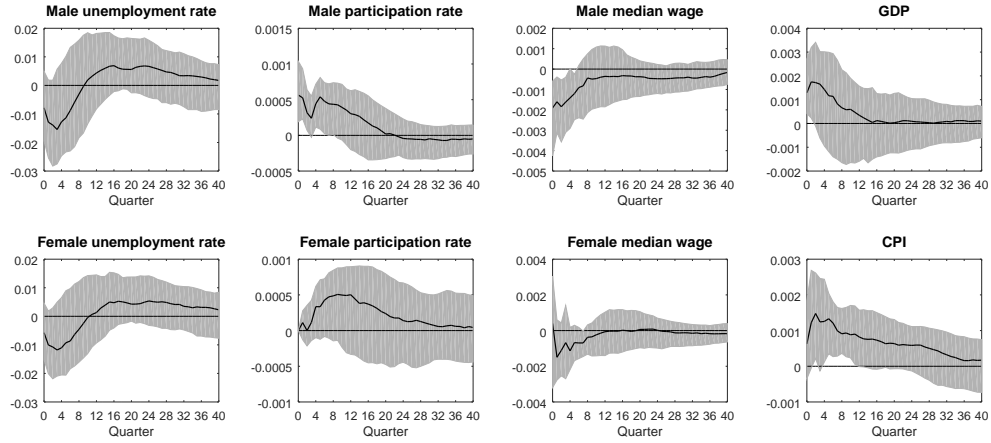 Male unemployment rate
0.02
0.01
0
-0.01
-0.02
-0.03
0 4 8 12 16 20 24 28 32 36 40
Quarter
Male participation rate
0.0015
0.001
0.0005
0
-0.0005
0 4 8 12 16 20 24 28 32 36 40
Quarter
Male median wage
0.002
0.001
0
-0.001
-0.002
-0.003
-0.004
-0.005
0 4 8 12 16 20 24 28 32 36 40
Quarter
GDP
0.004
0.003
0.002
0.001
0
-0.001
-0.002
0 4 8 12 16 20 24 28 32 36 40
Quarter
Female unemployment rate
0.02
0.01
0
-0.01
-0.02
-0.03
0 4 8 12 16 20 24 28 32 36 40
Quarter
Female participation rate
0.001
0.0005
0
-0.0005
-0.001
0 4 8 12 16 20 24 28 32 36 40
Quarter
Female median wage
0.004
0.002
0
-0.002
-0.004
0 4 8 12 16 20 24 28 32 36 40
Quarter
CPI
0.003
0.002
0.001
0
-0.001
0 4 8 12 16 20 24 28 32 36 40
Quarter